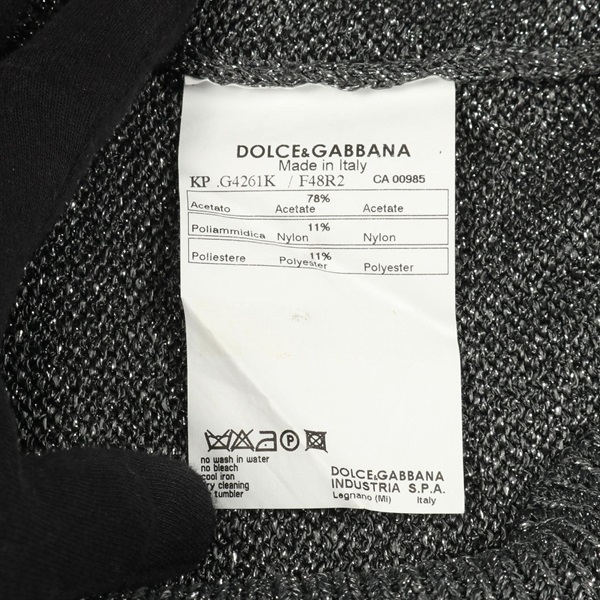 DOLCE&GABBANA
Made in Italy
KP .G4261K / F48R2 CA 00985
78%
Acetato Acetate Acetate
11%
Poliammidica Nylon Nylon
11%
Poliestere Polyester Polyester
P
no wash in water
no bleach
cool iron
dry cleaning
tumbler
DOLCE&GABBANA
INDUSTRIA S.P.A.
Legnano (MI) Italy